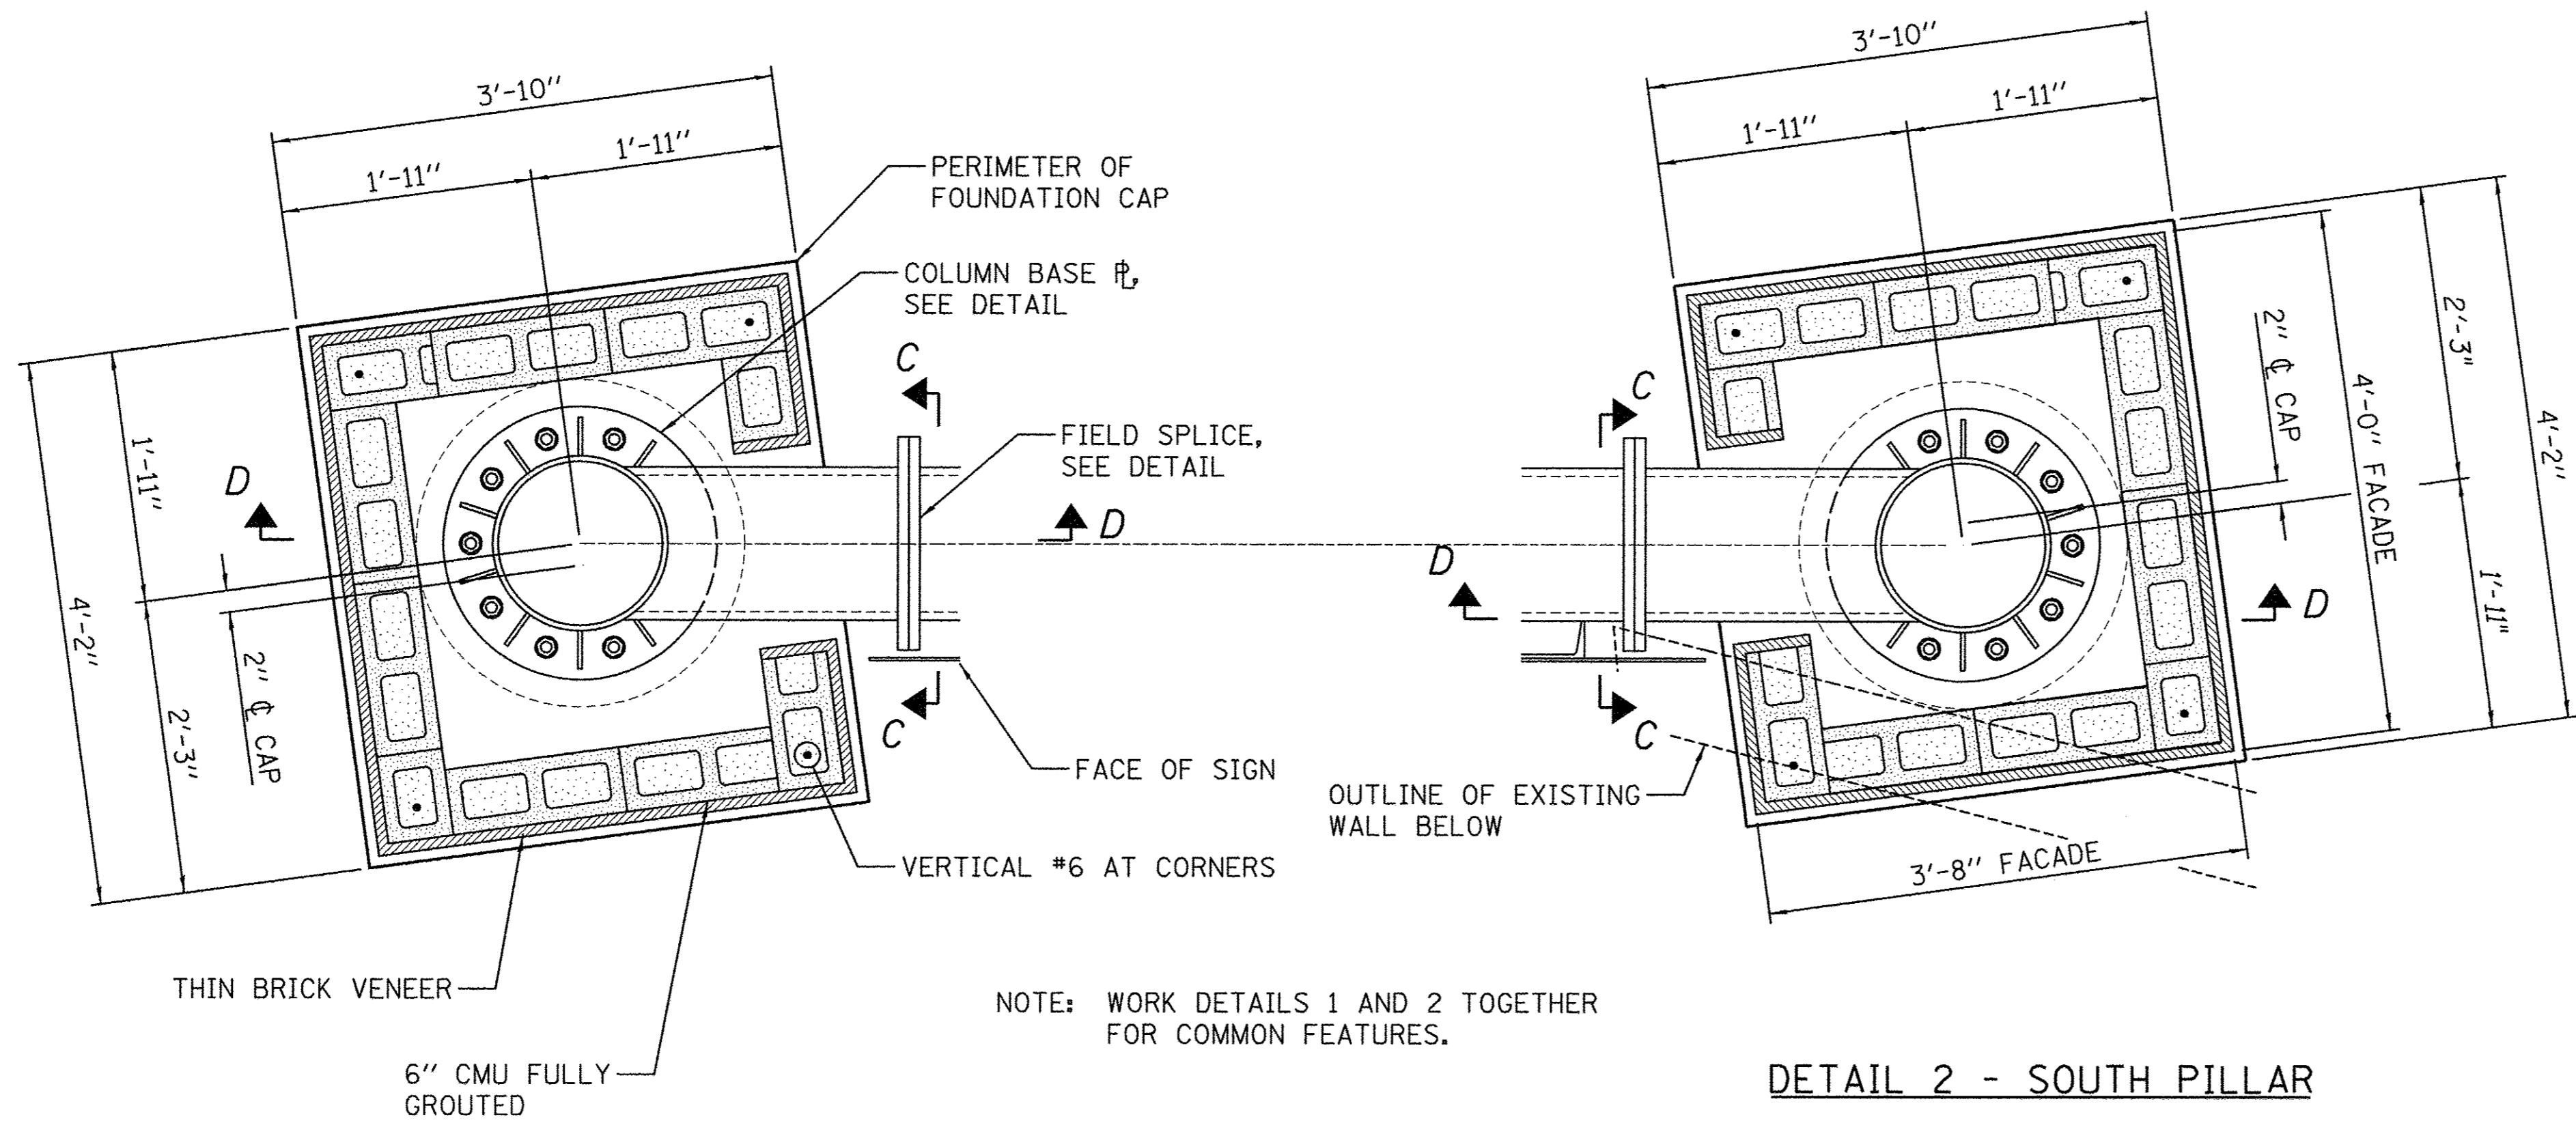 3'-10"
1'-11"
1'-11"
PERIMETER OF
FOUNDATION CAP
COLUMN BASE ⅊,
SEE DETAIL
C
FIELD SPLICE,
SEE DETAIL
D
D
1'-11"
4'-2"
2" ℄ CAP
2'-3"
C
FACE OF SIGN
VERTICAL #6 AT CORNERS
THIN BRICK VENEER
6" CMU FULLY
GROUTED
3'-10"
1'-11"
1'-11"
C
2'-3"
2" ℄ CAP
4'-0" FACADE
4'-2"
1'-11"
D
D
C
OUTLINE OF EXISTING
WALL BELOW
3'-8" FACADE
NOTE: WORK DETAILS 1 AND 2 TOGETHER
FOR COMMON FEATURES.
DETAIL 2 - SOUTH PILLAR